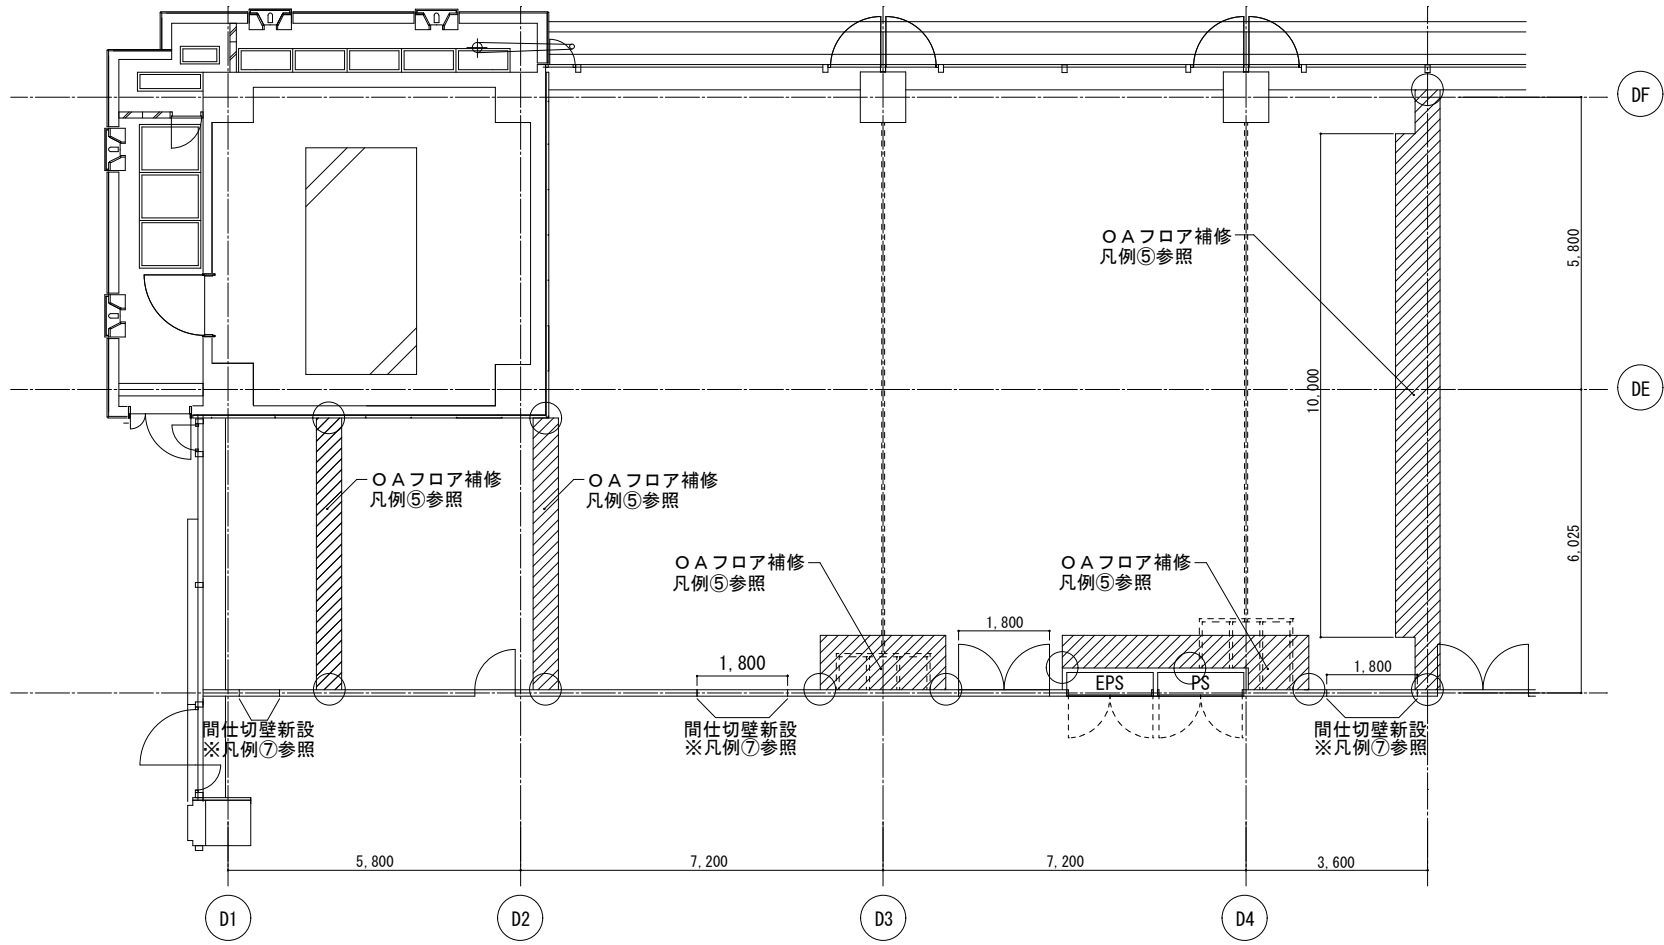 DF
ＯＡフロア補修
凡例⑤参照
5,800
10,000
DE
ＯＡフロア補修
凡例⑤参照
ＯＡフロア補修
凡例⑤参照
6,025
ＯＡフロア補修
凡例⑤参照
ＯＡフロア補修
凡例⑤参照
1,800
1,800
1,800
EPS
PS
間仕切壁新設
※凡例⑦参照
間仕切壁新設
※凡例⑦参照
間仕切壁新設
※凡例⑦参照
5,800
7,200
7,200
3,600
D1
D2
D3
D4